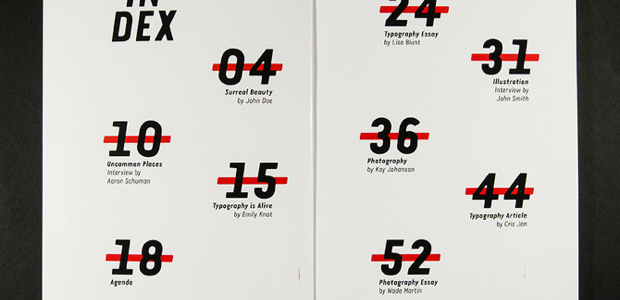 IN
DEX
04
Surreal Beauty
by John Doe
10
Uncommon Places
Interview by
Aaron Schuman
15
Typography is Alive
by Emily Knot
18
Agenda
24
Typography Essay
by Lisa Blunt
31
Illustration
Interview by
John Smith
36
Photography
by Kay Johanson
44
Typography Article
by Cris Jon
52
Photography Essay
by Wade Martin